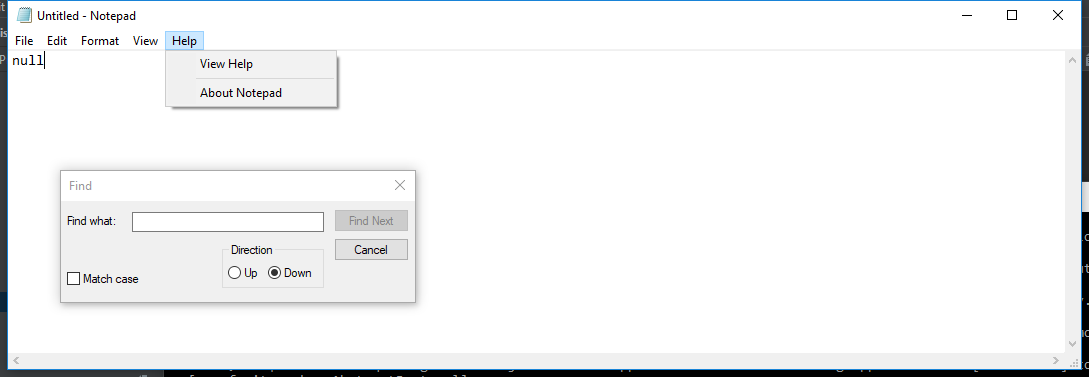 Untitled - Notepad
File Edit Format View Help
null
View Help
About Notepad
Find
Find what:
Find Next
Cancel
Direction
Up Down
Match case